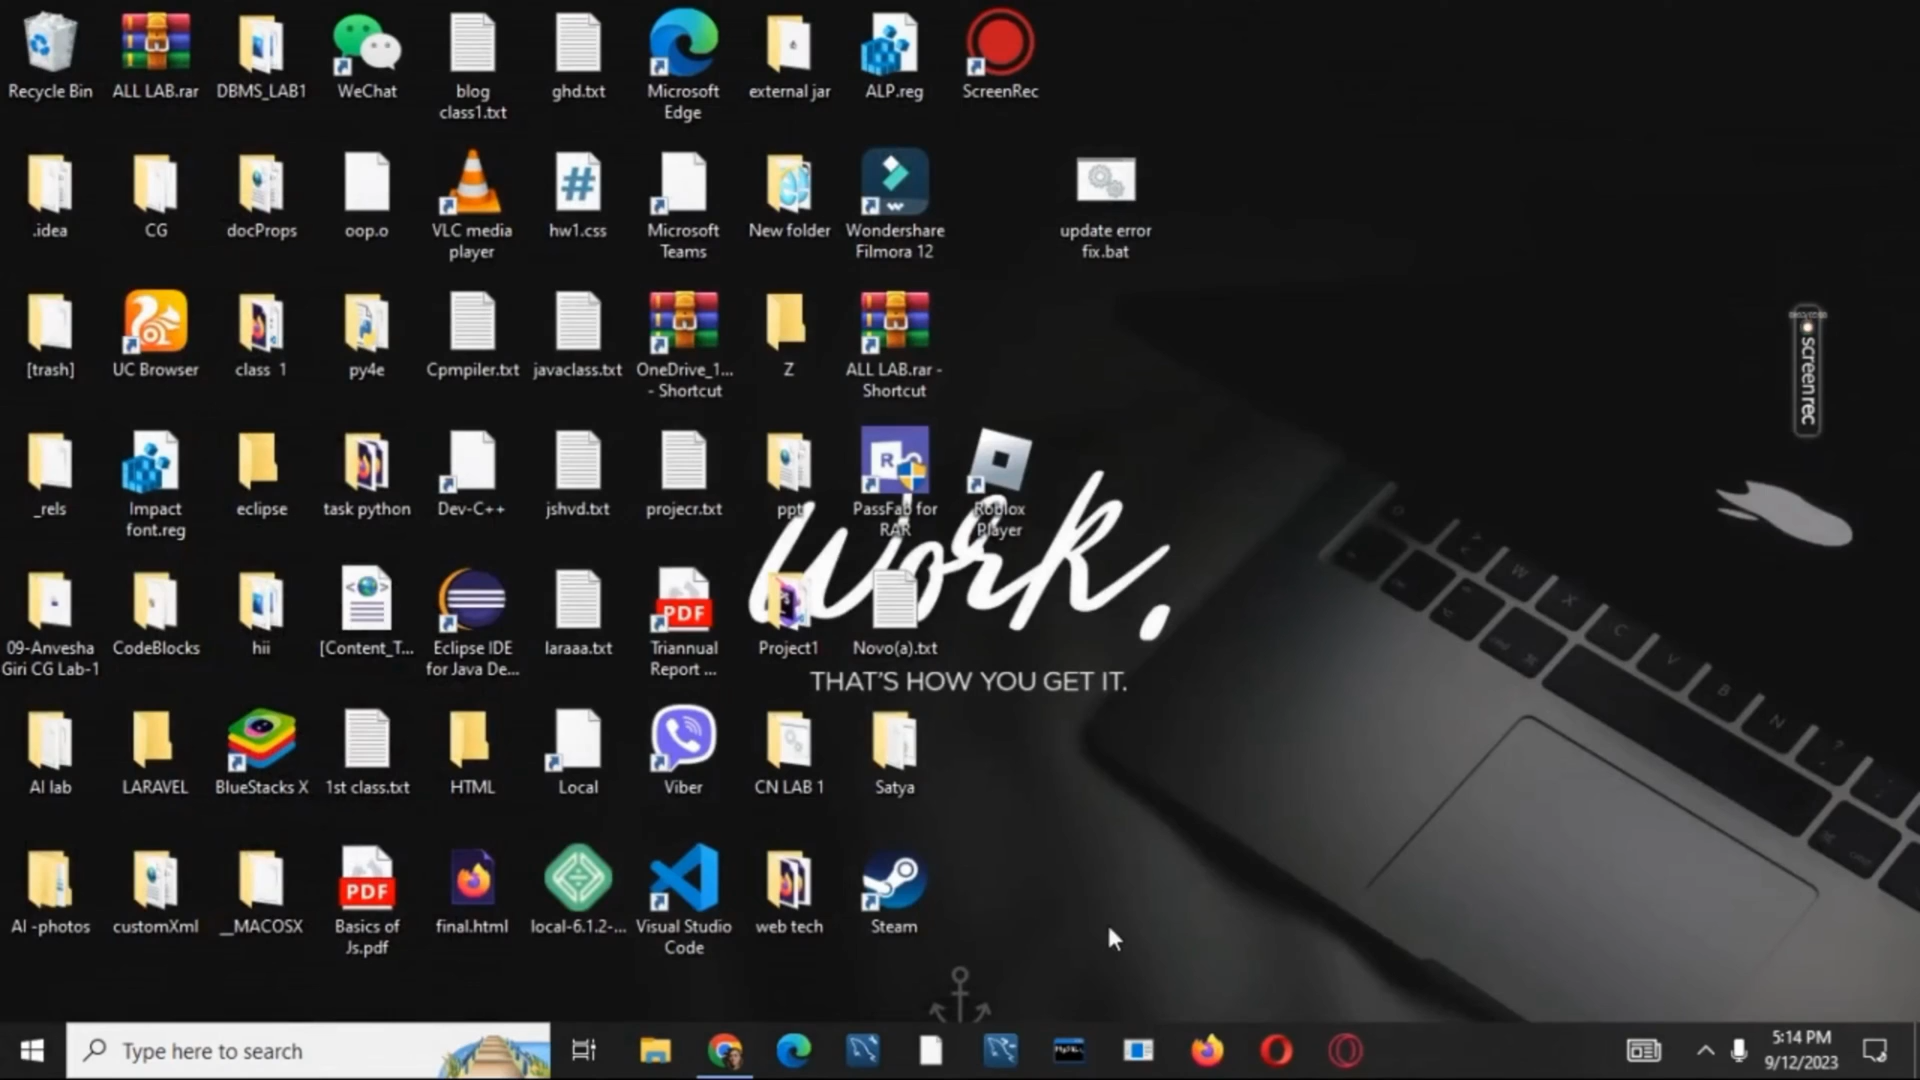 Recycle Bin
ALL LAB.rar
DBMS_LAB1
WeChat
blog
class1.txt
ghd.txt
Microsoft
Edge
external jar
ALP.reg
ScreenRec
.idea
CG
docProps
oop.o
VLC media
player
hw1.css
Microsoft
Teams
New folder
Wondershare
Filmora 12
update error
fix.bat
[trash]
UC Browser
class 1
py4e
Cpmpiler.txt
javaclass.txt
OneDrive_1...
- Shortcut
Z
ALL LAB.rar -
Shortcut
screenrec
_rels
Impact
font.reg
eclipse
task python
Dev-C++
jshvd.txt
projecr.txt
ppt
PassFab for
RAR
Roblox
Player
work.
THAT'S HOW YOU GET IT.
09-Anvesha
Giri CG Lab-1
CodeBlocks
hii
[Content_T...
Eclipse IDE
for Java De...
laraaa.txt
PDF
Triannual
Report ...
Project1
Novo(a).txt
AI lab
LARAVEL
BlueStacks X
1st class.txt
HTML
Local
Viber
CN LAB 1
Satya
AI -photos
customXml
__MACOSX
PDF
Basics of
Js.pdf
final.html
local-6.1.2-...
Visual Studio
Code
web tech
Steam
Type here to search
5:14 PM
9/12/2023